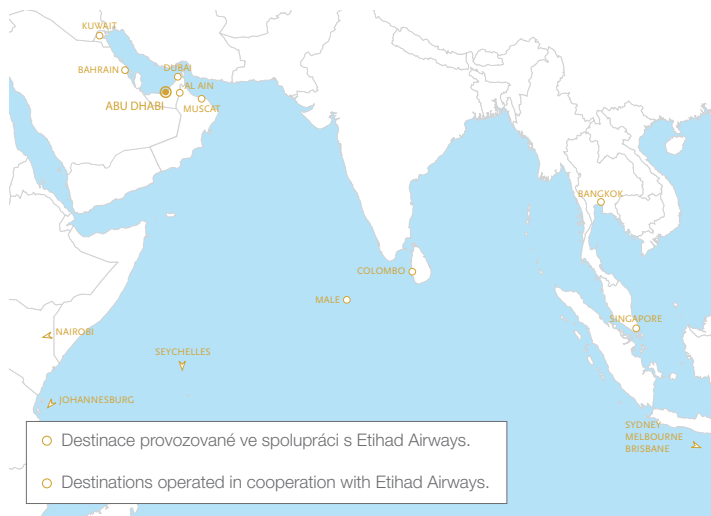 KUWAIT
BAHRAIN
DUBAI
AL AIN
ABU DHABI
MUSCAT
BANGKOK
COLOMBO
MALE
SINGAPORE
NAIROBI
SEYCHELLES
JOHANNESBURG
SYDNEY
MELBOURNE
BRISBANE
Destinace provozované ve spolupráci s Etihad Airways.
Destinations operated in cooperation with Etihad Airways.